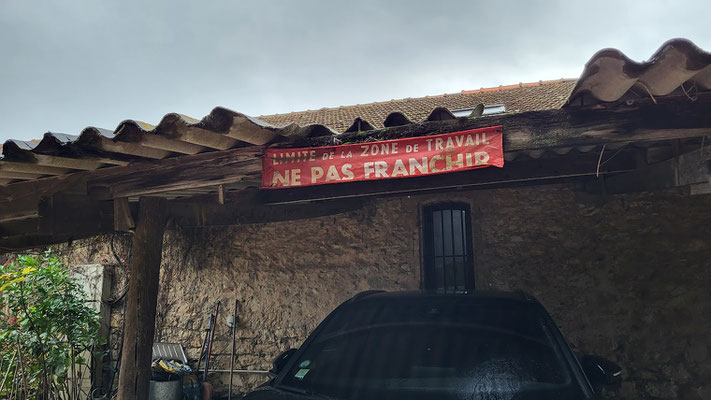 LIMITE DE LA ZONE DE TRAVAIL
NE PAS FRANCHIR